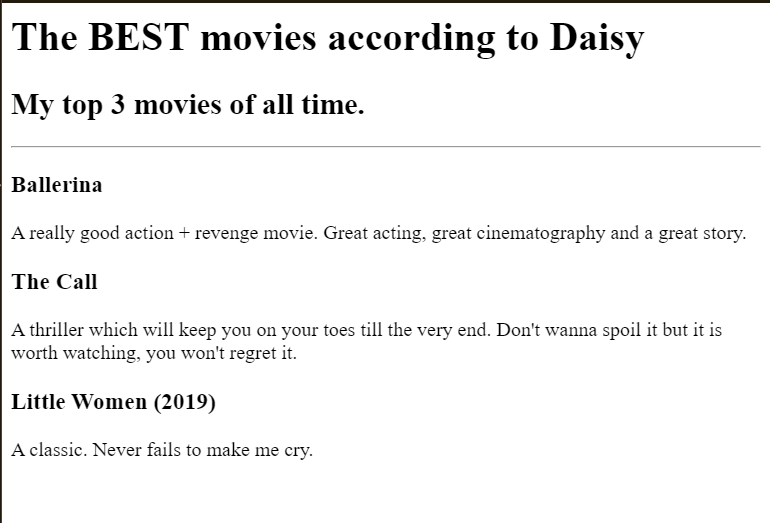 The BEST movies according to Daisy
My top 3 movies of all time.
Ballerina
A really good action + revenge movie. Great acting, great cinematography and a great story.
The Call
A thriller which will keep you on your toes till the very end. Don't wanna spoil it but it is
worth watching, you won't regret it.
Little Women (2019)
A classic. Never fails to make me cry.